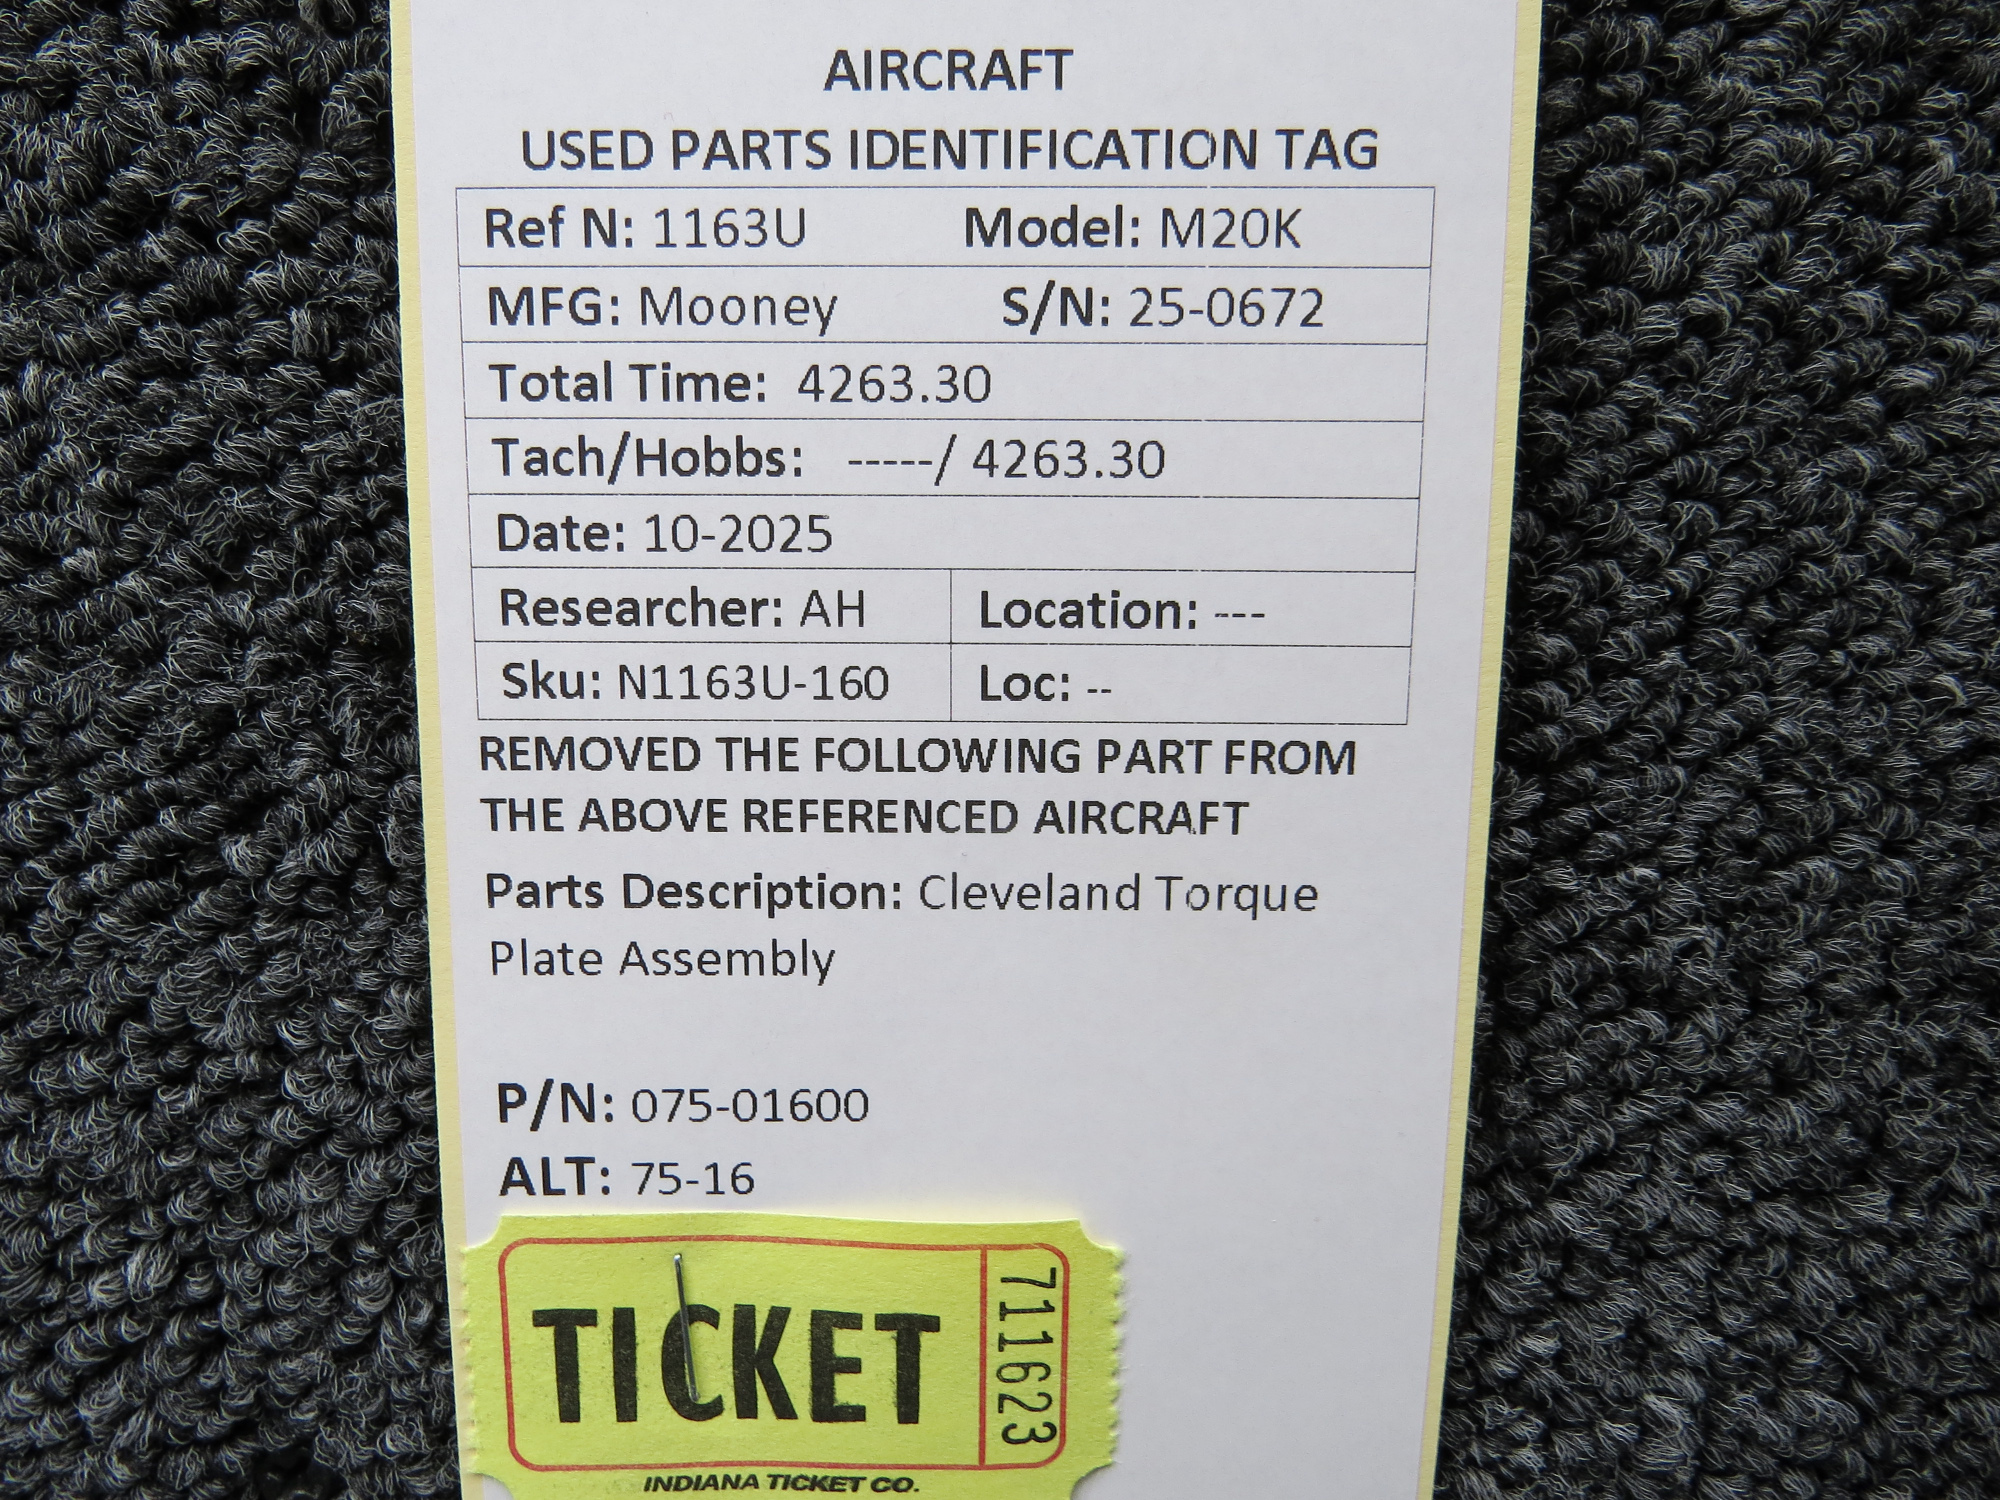 AIRCRAFT
USED PARTS IDENTIFICATION TAG
Ref N: 1163U Model: M20K
MFG: Mooney S/N: 25-0672
Total Time: 4263.30
Tach/Hobbs: -----/ 4263.30
Date: 10-2025
Researcher: AH Location: ---
Sku: N1163U-160 Loc: --
REMOVED THE FOLLOWING PART FROM
THE ABOVE REFERENCED AIRCRAFT
Parts Description: Cleveland Torque
Plate Assembly
P/N: 075-01600
ALT: 75-16
TICKET
711623
INDIANA TICKET CO.